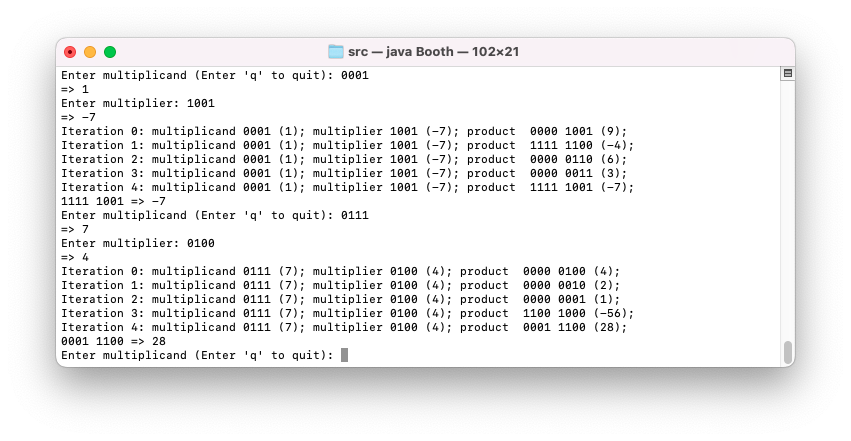 src — java Booth — 102×21
Enter multiplicand (Enter 'q' to quit): 0001
=> 1
Enter multiplier: 1001
=> -7
Iteration 0: multiplicand 0001 (1); multiplier 1001 (-7); product  0000 1001 (9);
Iteration 1: multiplicand 0001 (1); multiplier 1001 (-7); product  1111 1100 (-4);
Iteration 2: multiplicand 0001 (1); multiplier 1001 (-7); product  0000 0110 (6);
Iteration 3: multiplicand 0001 (1); multiplier 1001 (-7); product  0000 0011 (3);
Iteration 4: multiplicand 0001 (1); multiplier 1001 (-7); product  1111 1001 (-7);
1111 1001 => -7
Enter multiplicand (Enter 'q' to quit): 0111
=> 7
Enter multiplier: 0100
=> 4
Iteration 0: multiplicand 0111 (7); multiplier 0100 (4); product  0000 0100 (4);
Iteration 1: multiplicand 0111 (7); multiplier 0100 (4); product  0000 0010 (2);
Iteration 2: multiplicand 0111 (7); multiplier 0100 (4); product  0000 0001 (1);
Iteration 3: multiplicand 0111 (7); multiplier 0100 (4); product  1100 1000 (-56);
Iteration 4: multiplicand 0111 (7); multiplier 0100 (4); product  0001 1100 (28);
0001 1100 => 28
Enter multiplicand (Enter 'q' to quit):